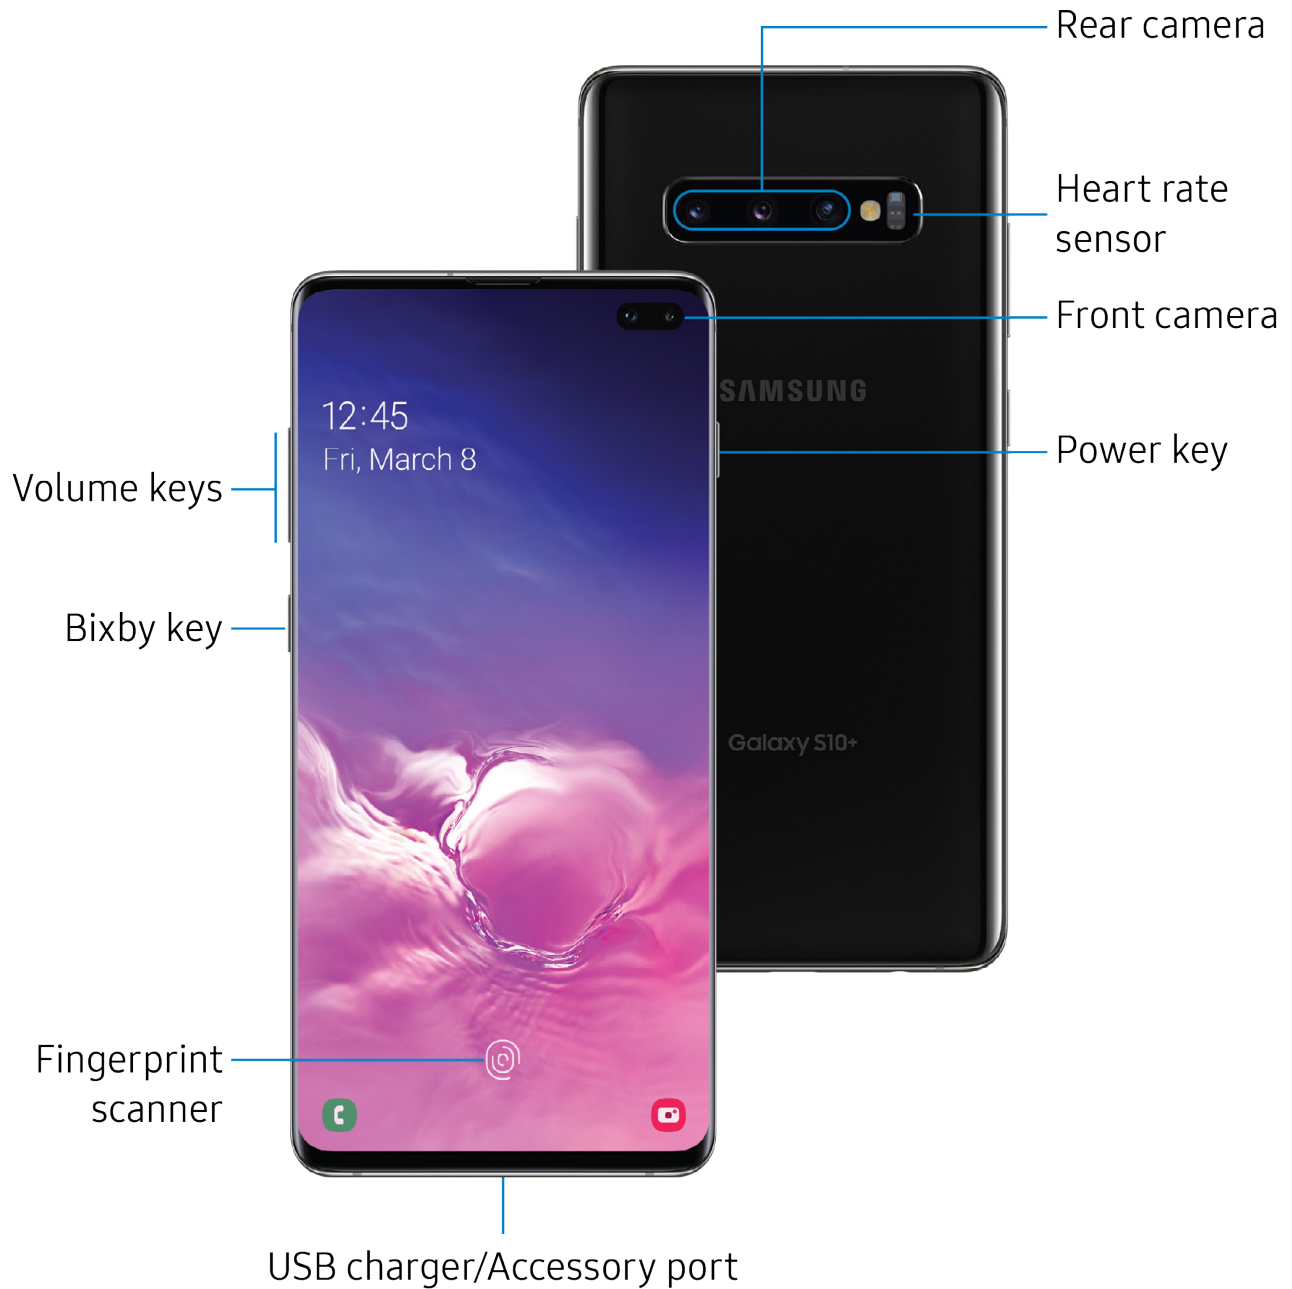 Rear camera
Heart rate
sensor
Front camera
SAMSUNG
12:45
Fri, March 8
Power key
Volume keys
Bixby key
Galaxy S10+
Fingerprint
scanner
USB charger/Accessory port